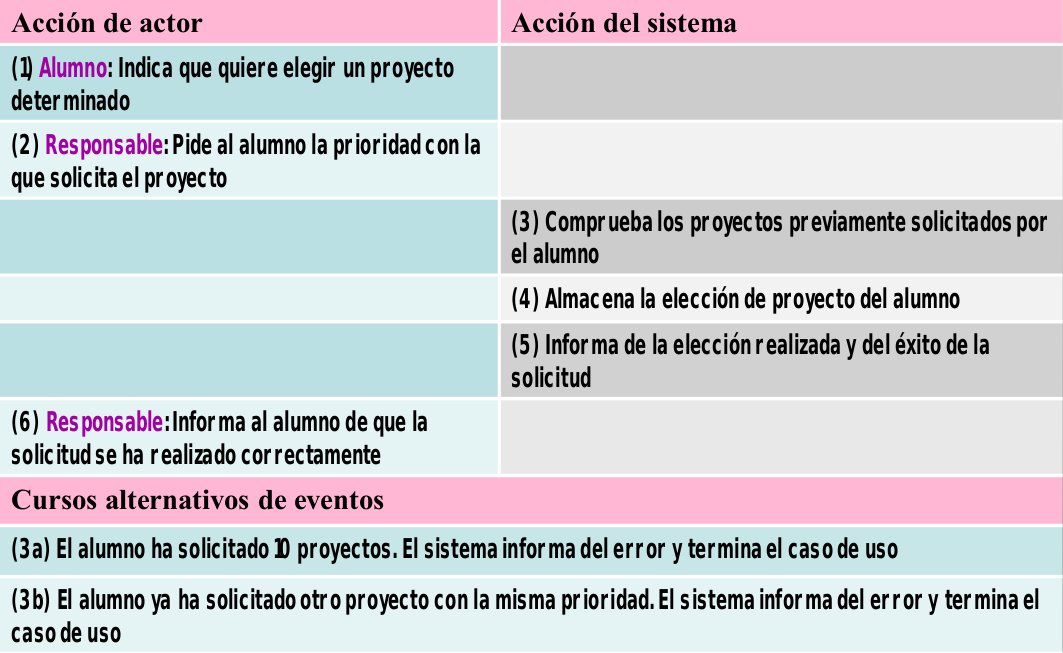 Acción de actor
Acción del sistema
(1) Alumno: Indica que quiere elegir un proyecto
determinado
(2) Responsable: Pide al alumno la prioridad con la
que solicita el proyecto
(3) Comprueba los proyectos previamente solicitados por
el alumno
(4) Almacena la elección de proyecto del alumno
(5) Informa de la elección realizada y del éxito de la
solicitud
(6) Responsable: Informa al alumno de que la
solicitud se ha realizado correctamente
Cursos alternativos de eventos
(3a) El alumno ha solicitado 10 proyectos. El sistema informa del error y termina el caso de uso
(3b) El alumno ya ha solicitado otro proyecto con la misma prioridad. El sistema informa del error y termina el
caso de uso